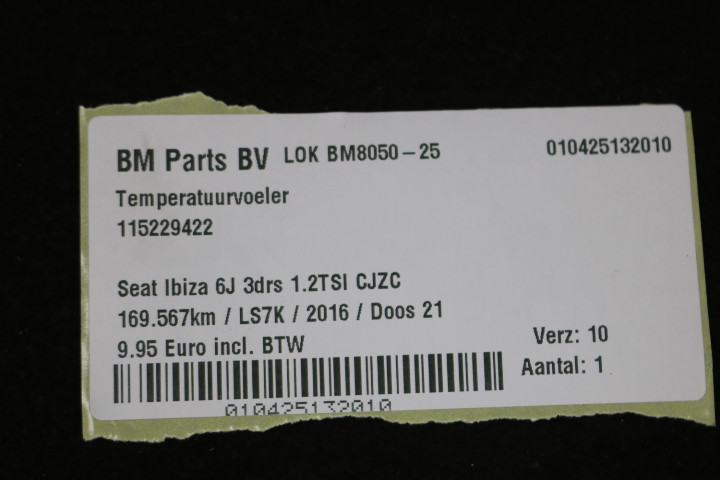 BM Parts BV LOK BM8050-25 010425132010
Temperatuurvoeler
115229422
Seat Ibiza 6J 3drs 1.2TSI CJZC
169.567km / LS7K / 2016 / Doos 21
9.95 Euro incl. BTW
Verz: 10
Aantal: 1
010425132010